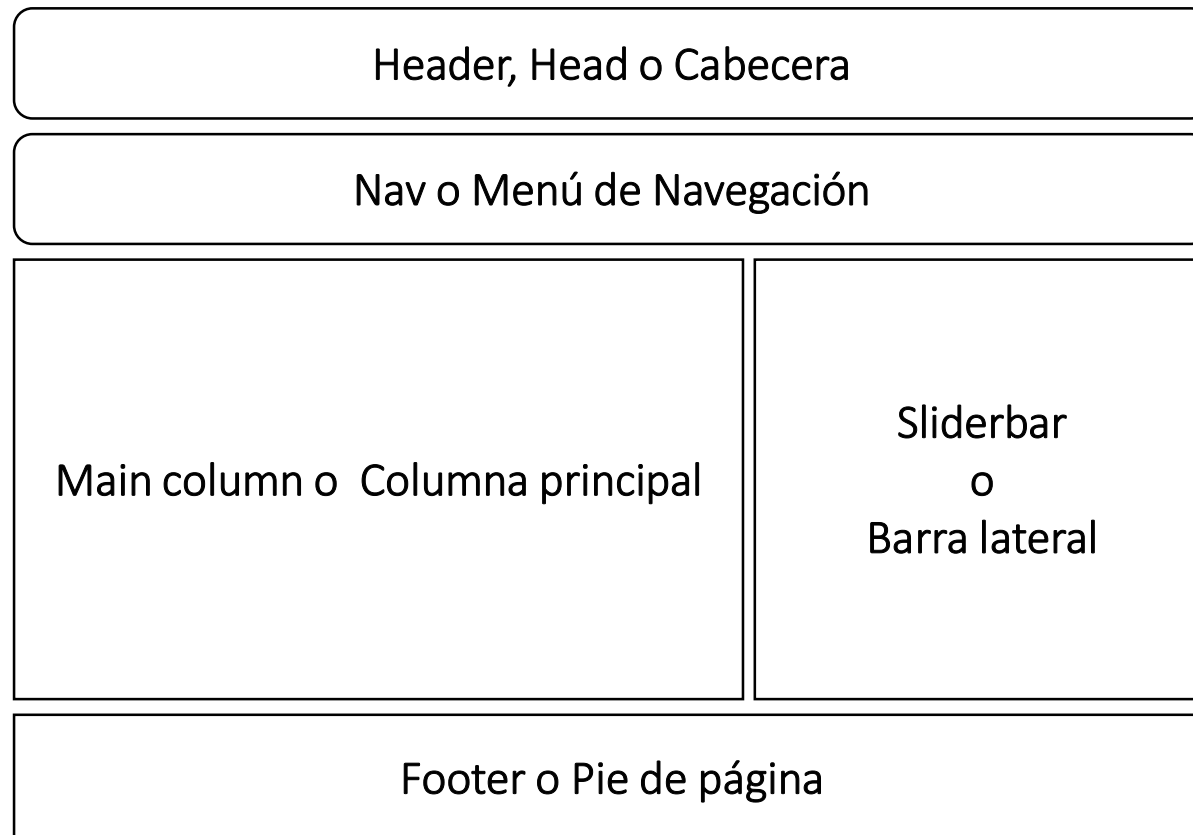 Header, Head o Cabecera
Nav o Menú de Navegación
Main column o Columna principal
Sliderbar
o
Barra lateral
Footer o Pie de página